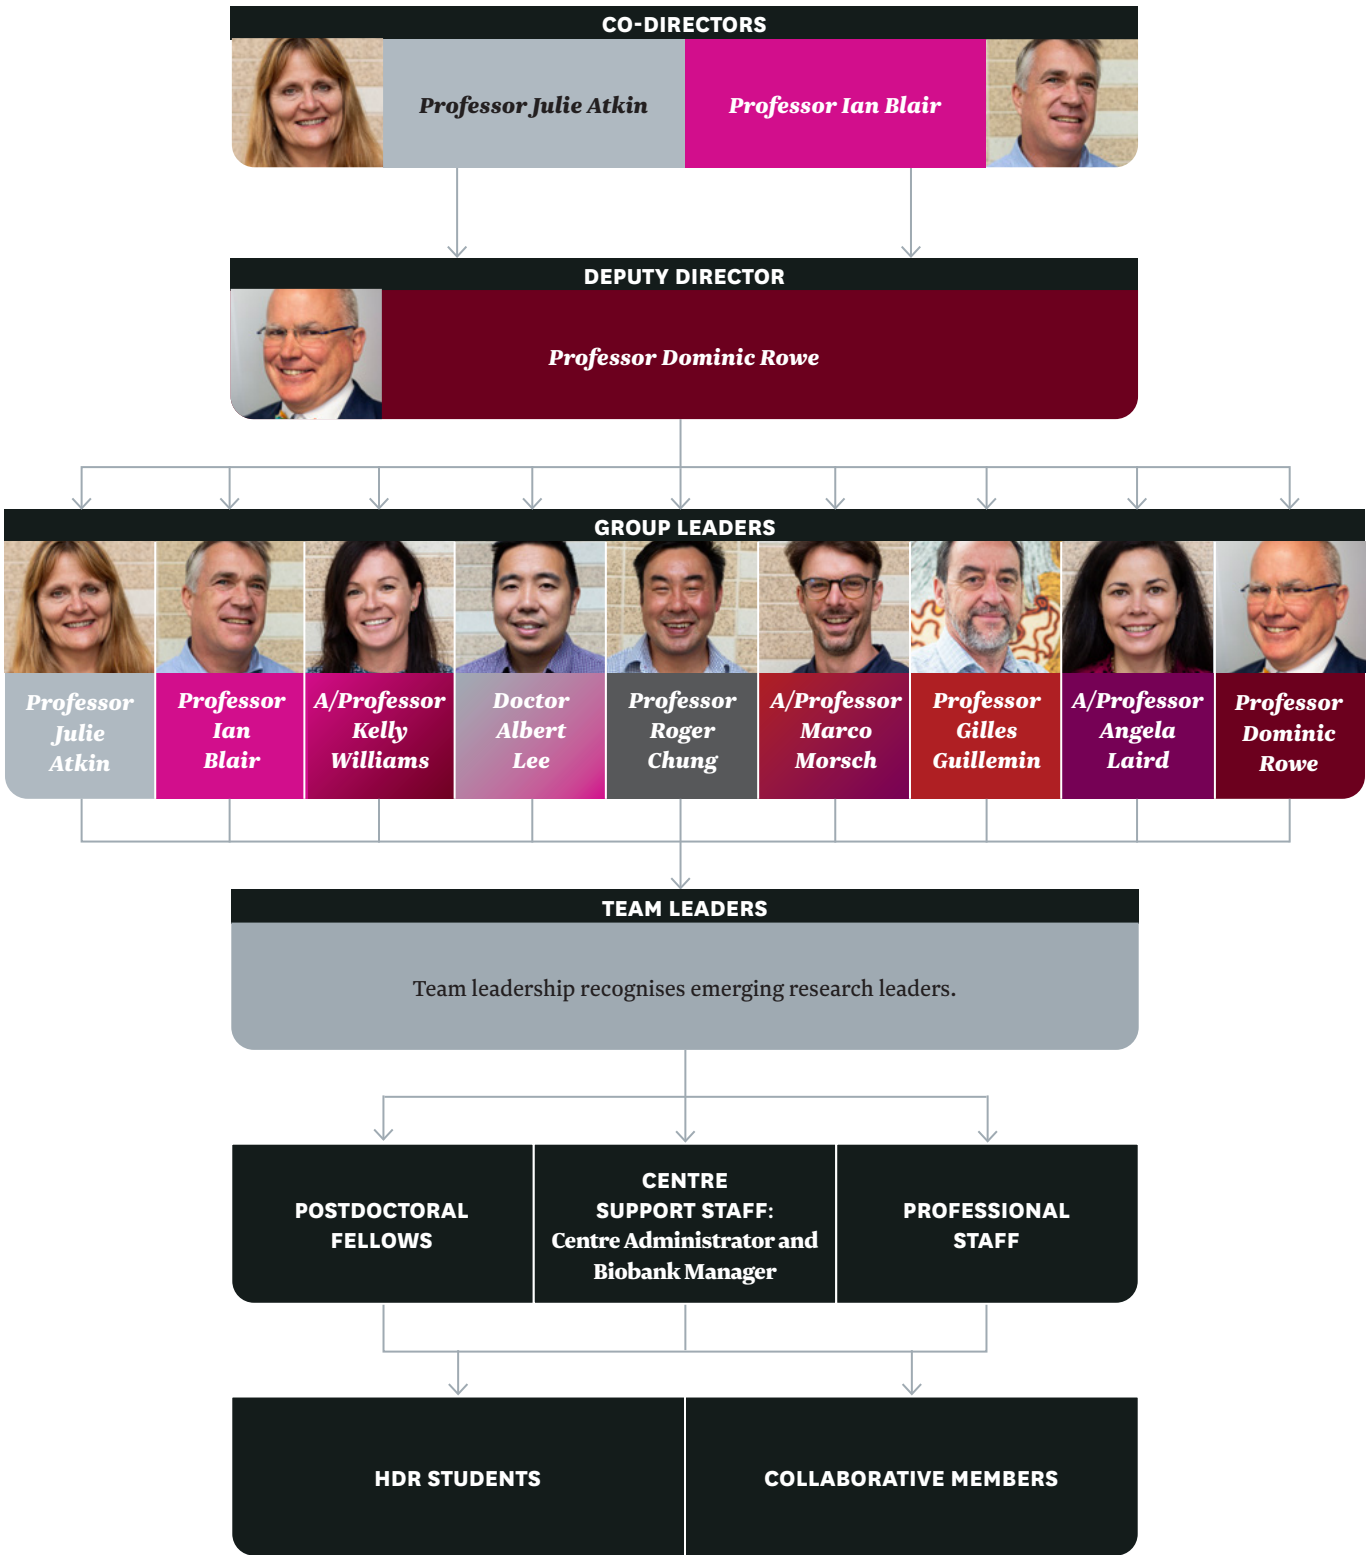 CO-DIRECTORS
Professor Julie Atkin
Professor Ian Blair
DEPUTY DIRECTOR
Professor Dominic Rowe
GROUP LEADERS
Professor
Julie
Atkin
Professor
Ian
Blair
A/Professor
Kelly
Williams
Doctor
Albert
Lee
Professor
Roger
Chung
A/Professor
Marco
Morsch
Professor
Gilles
Guillemin
A/Professor
Angela
Laird
Professor
Dominic
Rowe
TEAM LEADERS
Team leadership recognises emerging research leaders.
POSTDOCTORAL
FELLOWS
CENTRE
SUPPORT STAFF:
Centre Administrator and
Biobank Manager
PROFESSIONAL
STAFF
HDR STUDENTS
COLLABORATIVE MEMBERS